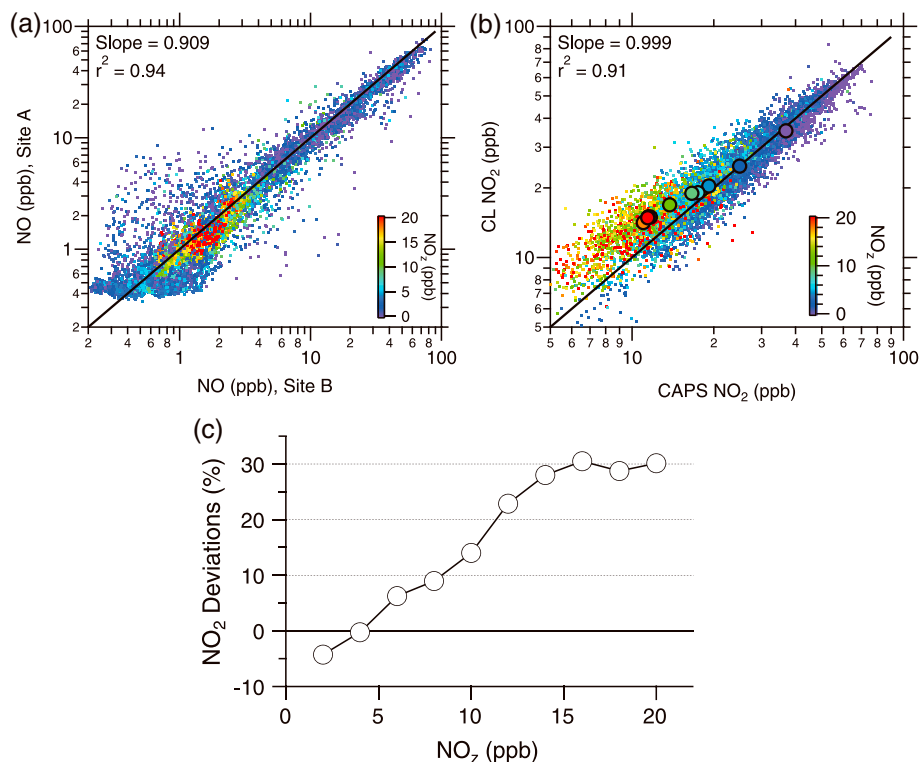 (a)
Slope = 0.909
r² = 0.94
NO (ppb), Site A
100
6
4
2
10
6
4
2
1
6
4
2
20
15
10
5
0
NOz (ppb)
2 4 6 1 2 4 6 10 2 4 6 100
NO (ppb), Site B
(b)
Slope = 0.999
r² = 0.91
CL NO₂ (ppb)
100
8
7
6
5
4
3
2
10
9
8
7
6
5
20
10
0
NOz (ppb)
5 6 7 8 9 10 2 3 4 5 6 7 8 9 100
CAPS NO₂ (ppb)
(c)
NO₂ Deviations (%)
30
20
10
0
-10
0 5 10 15 20
NOz (ppb)